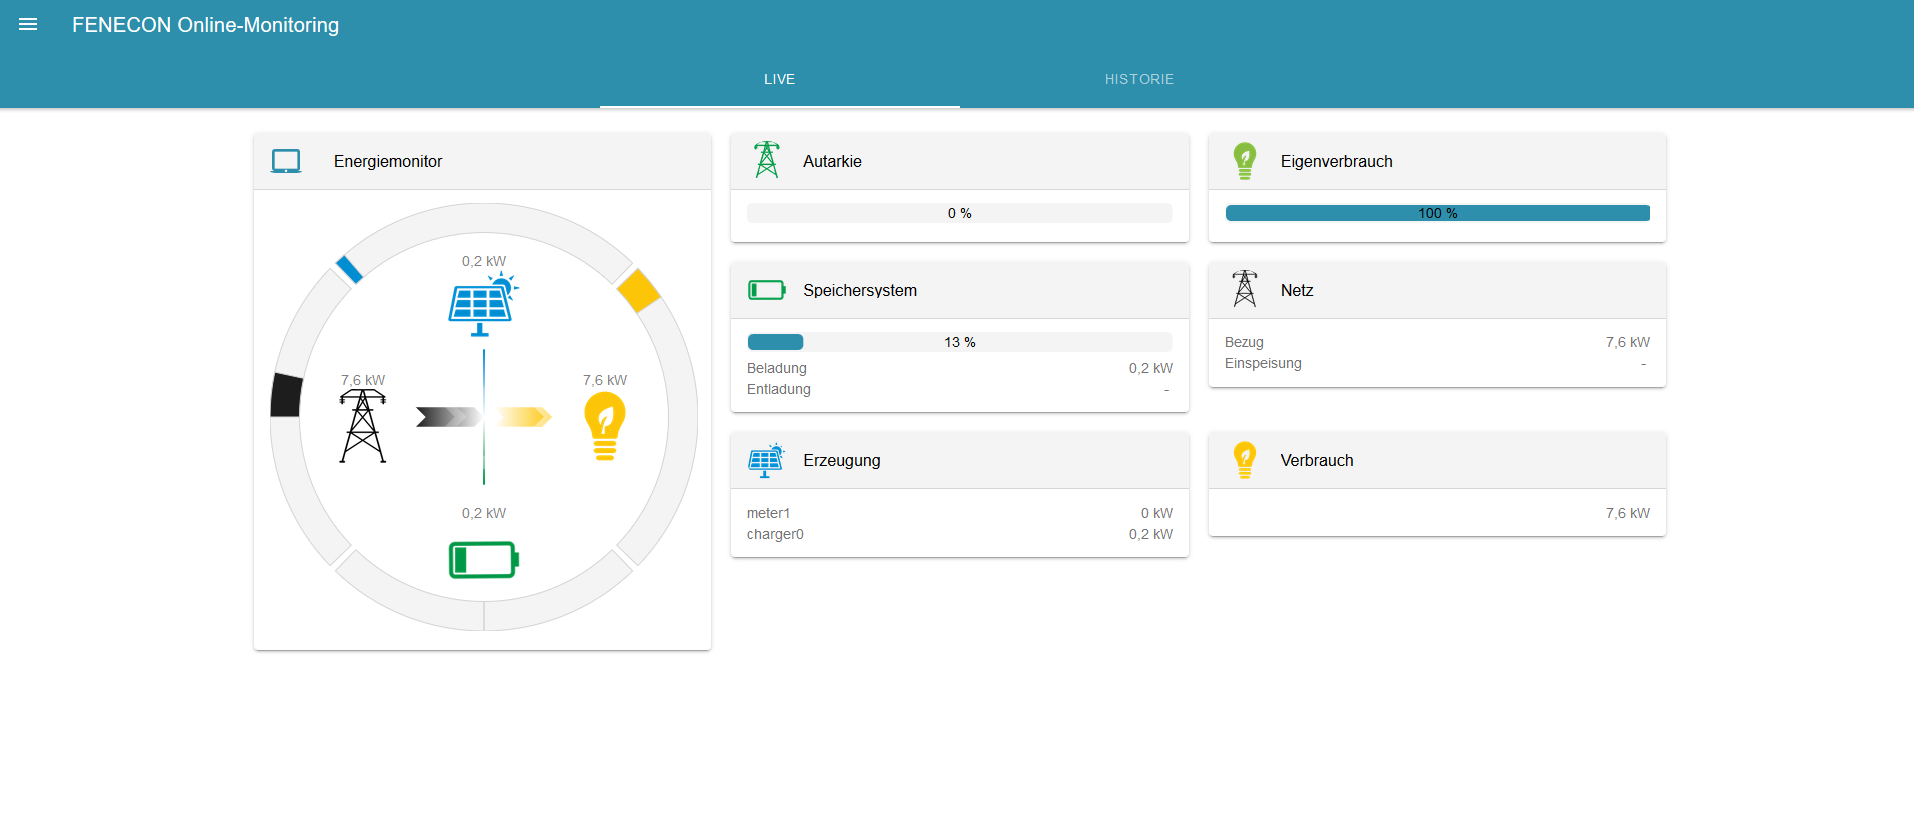 FENECON Online-Monitoring
LIVE
HISTORIE
Energiemonitor
0,2 kW
7,6 kW
7,6 kW
0,2 kW
Autarkie
0 %
Eigenverbrauch
100 %
Speichersystem
13 %
Beladung 0,2 kW
Entladung -
Netz
Bezug 7,6 kW
Einspeisung -
Erzeugung
meter1 0 kW
charger0 0,2 kW
Verbrauch
7,6 kW